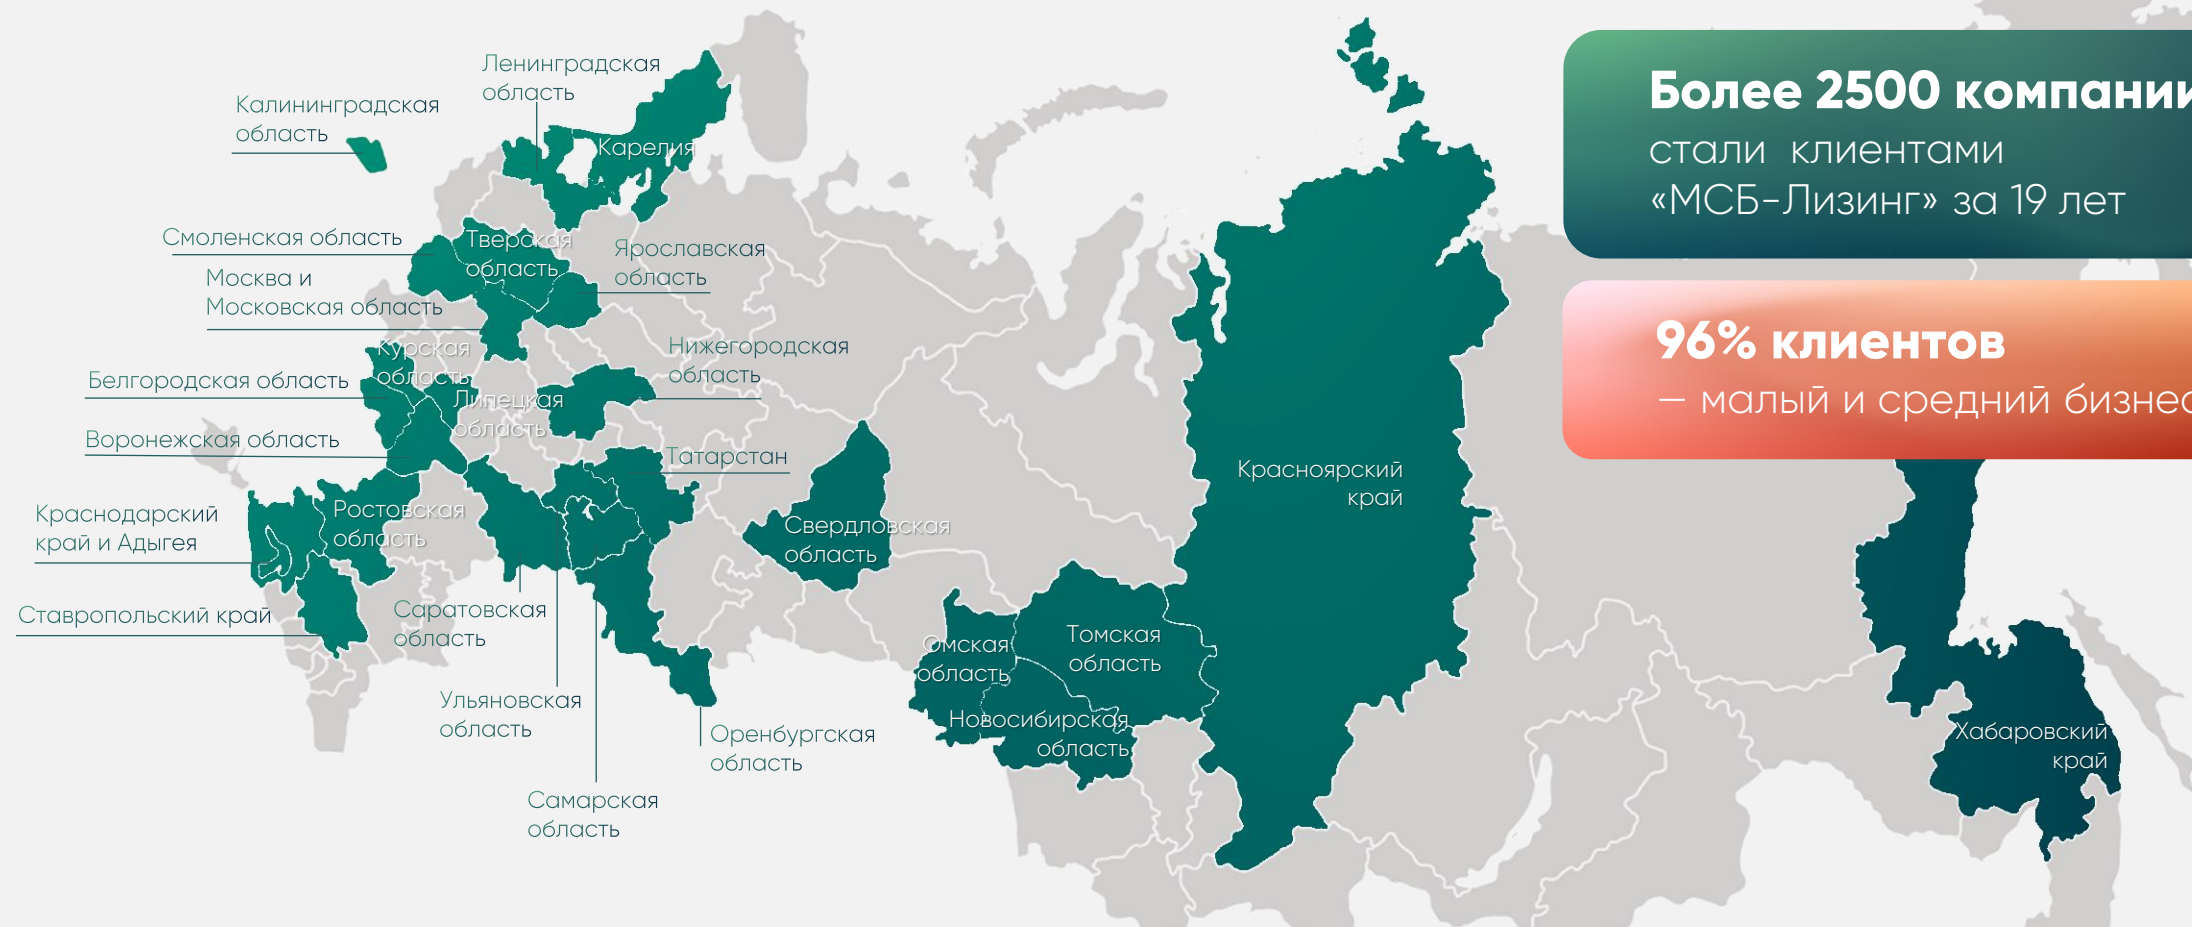 Ленинградская
область
Калининградская
область
Карелия
Смоленская область
Тверская
область
Ярославская
область
Москва и
Московская область
Курская
область
Нижегородская
область
Белгородская область
Липецкая
область
Воронежская область
Татарстан
Краснодарский
край и Адыгея
Ростовская
область
Свердловская
область
Красноярский
край
Ставропольский край
Саратовская
область
Омская
область
Томская
область
Ульяновская
область
Новосибирская
область
Оренбургская
область
Самарская
область
Хабаровский
край
Более 2500 компании
стали клиентами
«МСБ-Лизинг» за 19 лет
96% клиентов
– малый и средний бизнес